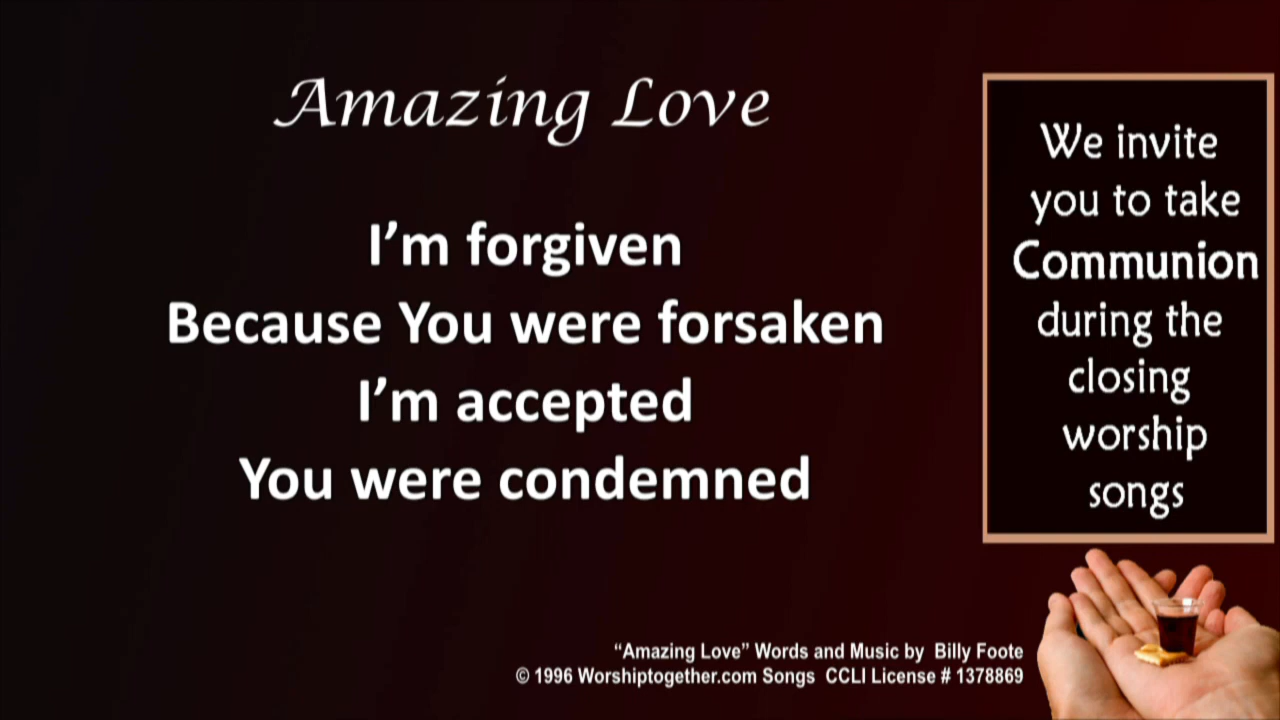 Amazing Love
I’m forgiven
Because You were forsaken
I’m accepted
You were condemned
We invite
you to take
Communion
during the
closing
worship
songs
“Amazing Love” Words and Music by Billy Foote
© 1996 Worshiptogether.com Songs CCLI License # 1378869